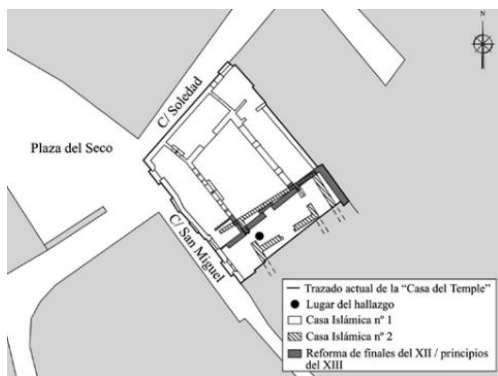 N
C/ Soledad
Plaza del Seco
C/ San Miguel
Trazado actual de la “Casa del Temple”
Lugar del hallazgo
Casa Islámica nº 1
Casa Islámica nº 2
Reforma de finales del XII / principios
del XIII